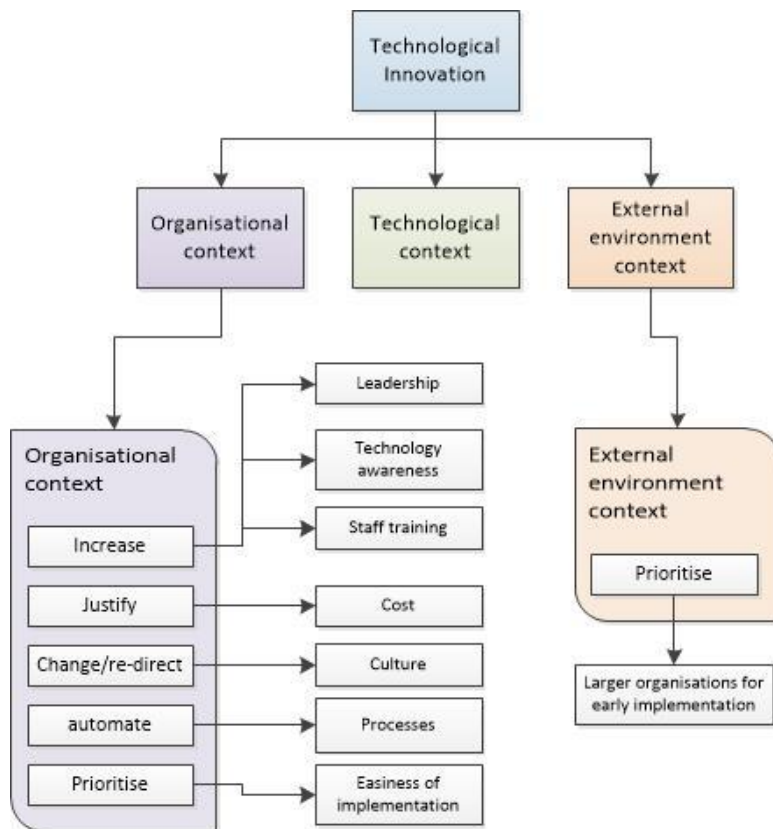 Technological
Innovation
Organisational
context
Technological
context
External
environment
context
Organisational
context
Increase
Justify
Change/re-direct
automate
Prioritise
Leadership
Technology
awareness
Staff training
Cost
Culture
Processes
Easiness of
implementation
External
environment
context
Prioritise
Larger organisations for
early implementation